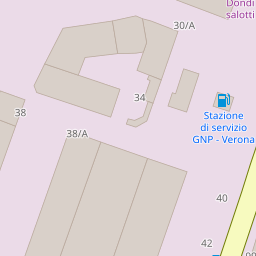 Dondi
salotti
30/A
34
38
Stazione
di servizio
GNP - Verona
38/A
40
42